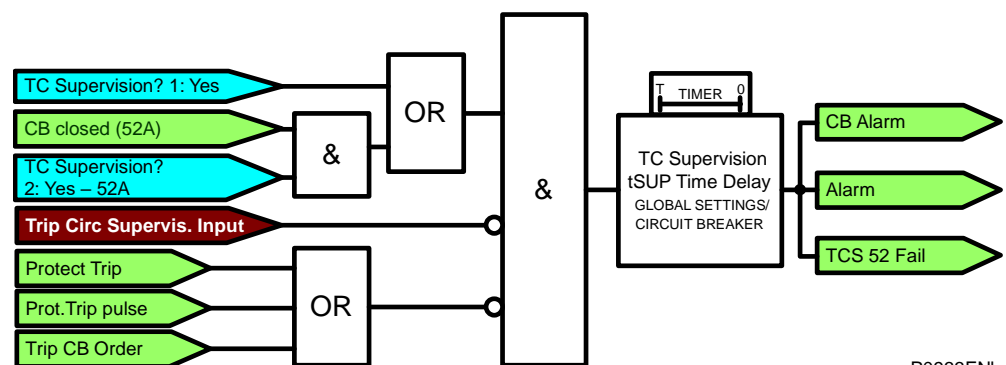 TC Supervision? 1: Yes
CB closed (52A)
TC Supervision?
2: Yes – 52A
Trip Circ Supervis. Input
Protect Trip
Prot.Trip pulse
Trip CB Order
&
OR
OR
&
T TIMER 0
TC Supervision
tSUP Time Delay
GLOBAL SETTINGS/
CIRCUIT BREAKER
CB Alarm
Alarm
TCS 52 Fail